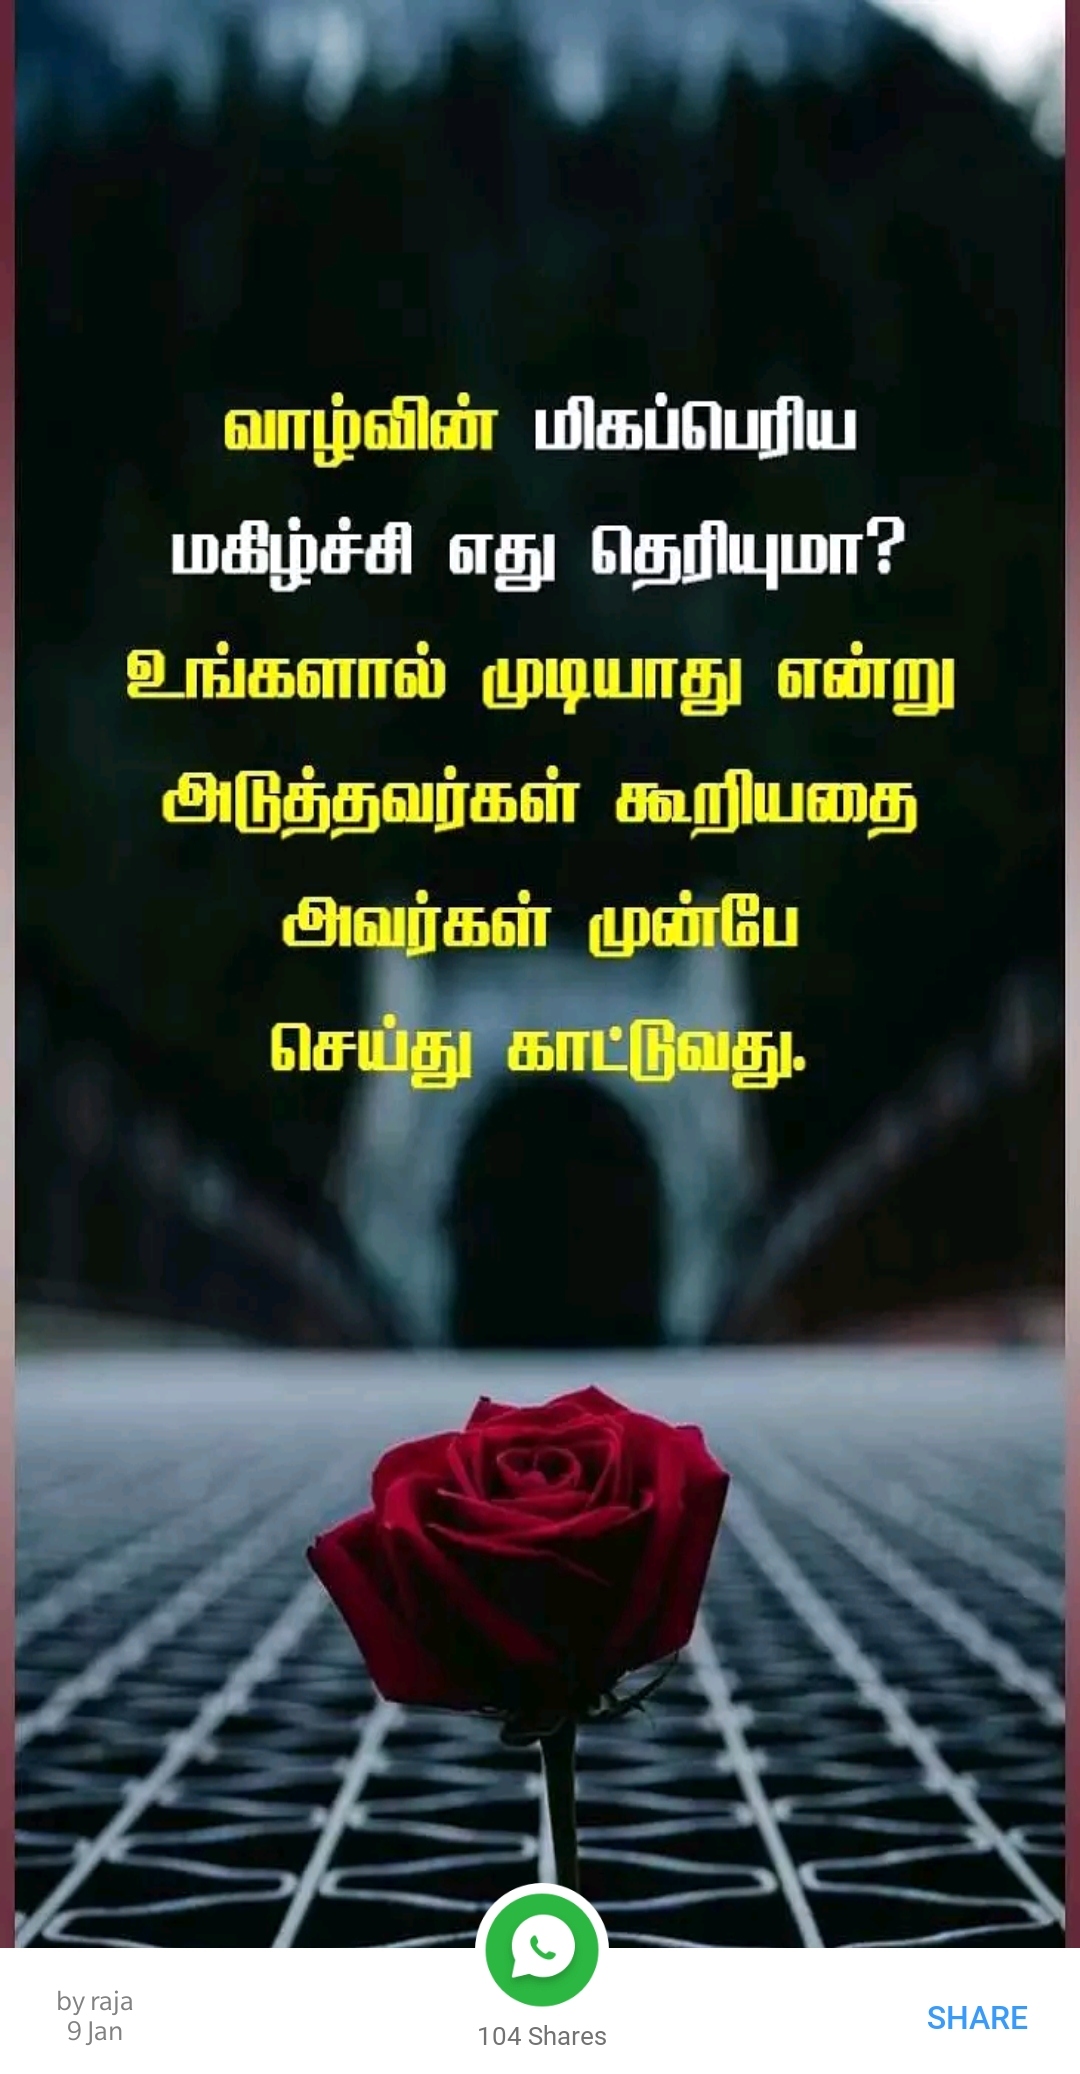 வாழ்வின் மிகப்பெரிய
மகிழ்ச்சி எது தெரியுமா?
உங்களால் முடியாது என்று
அடுத்தவர்கள் கூறியதை
அவர்கள் முன்பே
செய்து காட்டுவது.
by raja
9 Jan
104 Shares
SHARE